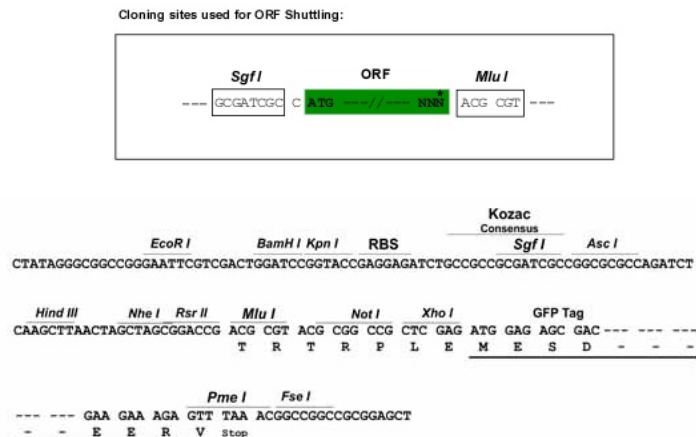 Cloning sites used for ORF Shuttling:
Sgf I ORF Mlu I
--- GCGATCGC C ATG ---//--- NNN* ACG CGT ---
Kozac
Consensus
EcoR I BamH I Kpn I RBS Sgf I Asc I
CTATAGGGCGGCCGGGAATTCGTCGACTGGATCCGGTACCGAGGAGATCTGCCGCCGCGATCGCCGGCGCGCCAGATCT
Hind III Nhe I Rsr II Mlu I Not I Xho I GFP Tag
CAAGCTTAACTAGCTAGCGGACCG ACG CGT ACG CGG CCG CTC GAG ATG GAG AGC GAC--- --- ---
T R T R P L E M E S D - - -
Pme I Fse I
--- --- GAA GAA AGA GTT TAA ACGGCCGGCCGCGGAGCT
- - E E R V Stop